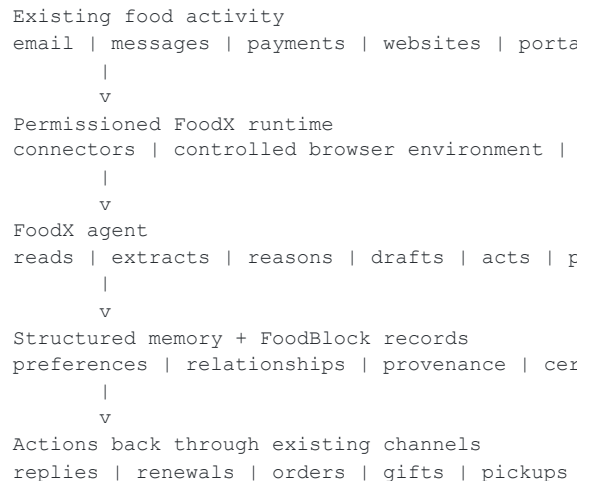 Existing food activity
email | messages | payments | websites |
|
v
Permissioned FoodX runtime
connectors | controlled browser environment |
|
v
FoodX agent
reads | extracts | reasons | drafts | acts |
|
v
Structured memory + FoodBlock records
preferences | relationships | provenance |
|
v
Actions back through existing channels
replies | renewals | orders | gifts | pickups